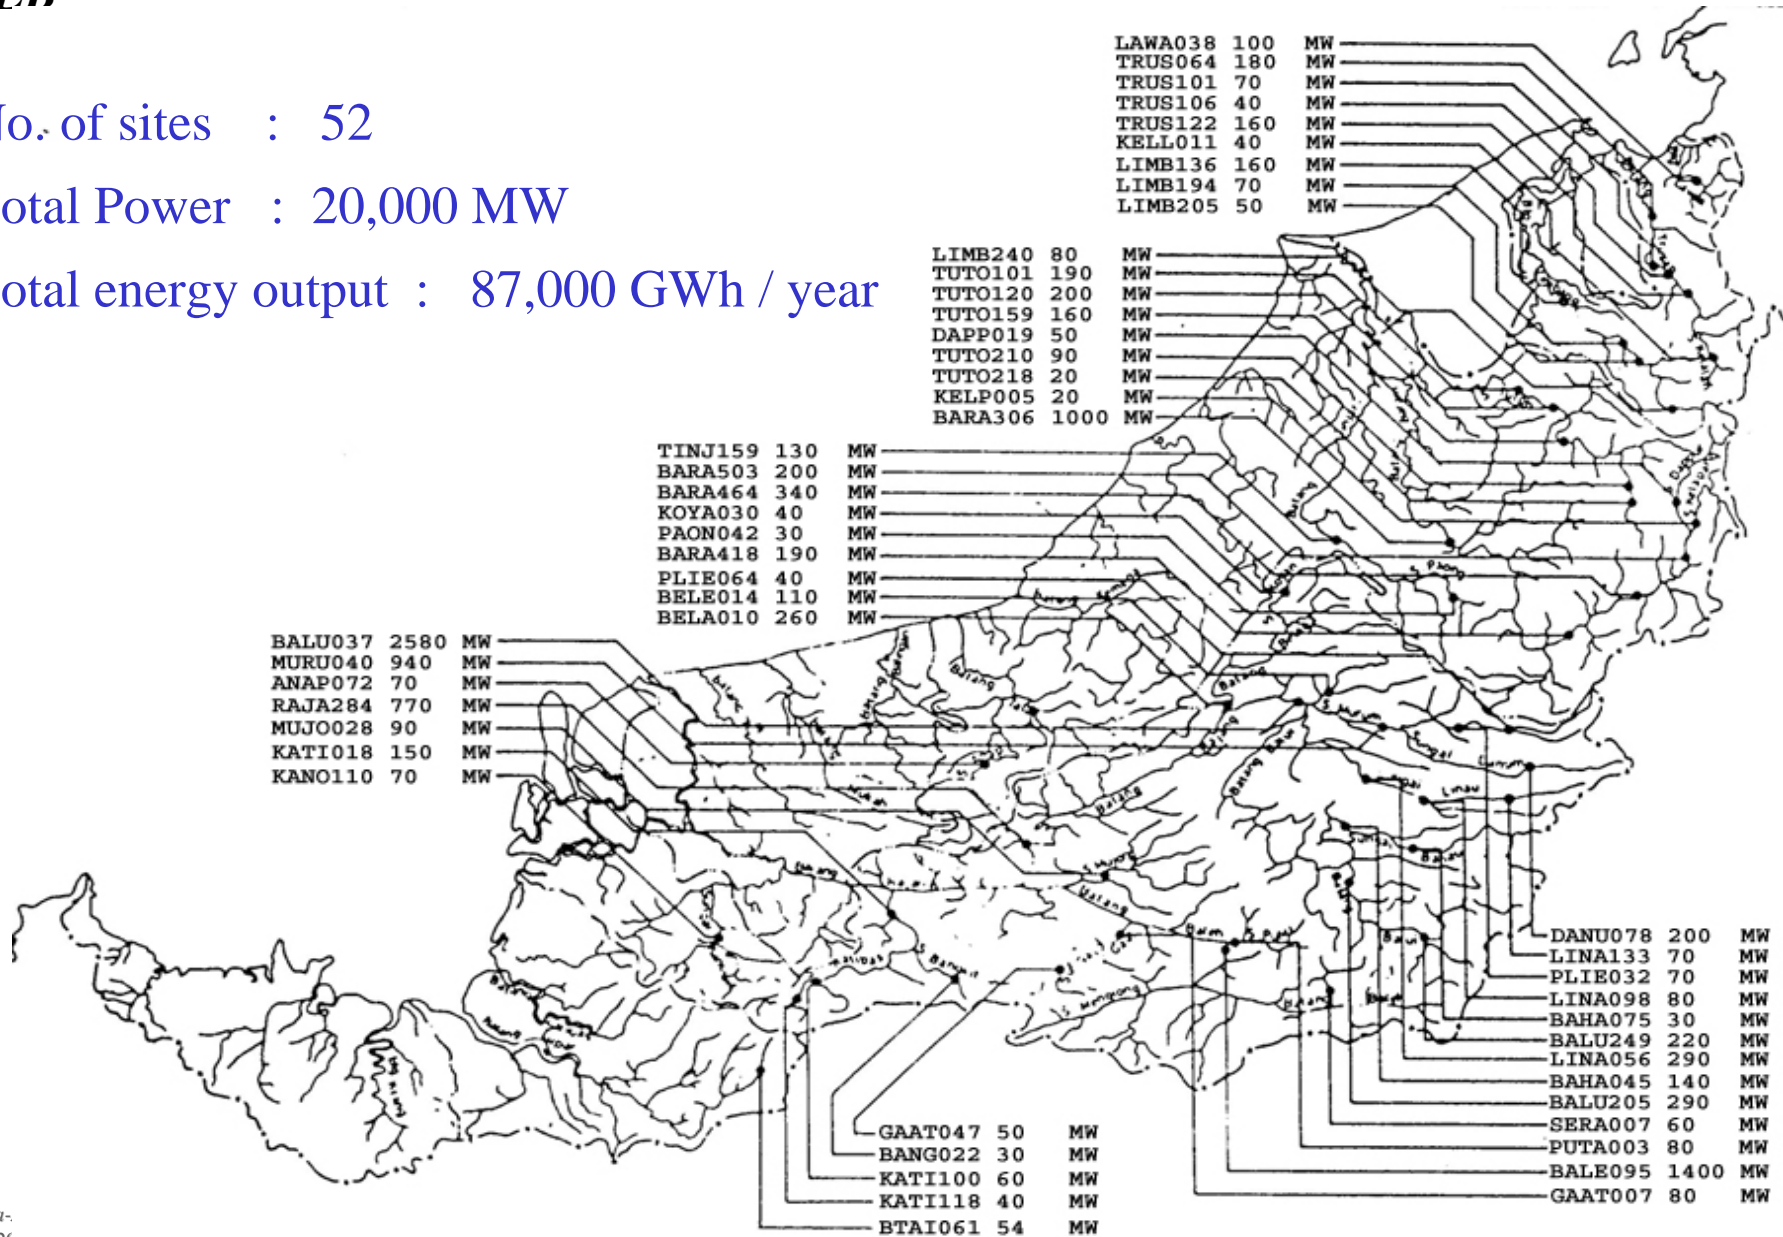 No. of sites : 52
otal Power : 20,000 MW
otal energy output : 87,000 GWh / year
LAWA038 100 MW
TRUS064 180 MW
TRUS101 70 MW
TRUS106 40 MW
TRUS122 160 MW
KELL011 40 MW
LIMB136 160 MW
LIMB194 70 MW
LIMB205 50 MW
LIMB240 80 MW
TUTO101 190 MW
TUTO120 200 MW
TUTO159 160 MW
DAPP019 50 MW
TUTO210 90 MW
TUTO218 20 MW
KELP005 20 MW
BARA306 1000 MW
TINJ159 130 MW
BARA503 200 MW
BARA464 340 MW
KOYA030 40 MW
PAON042 30 MW
BARA418 190 MW
PLIE064 40 MW
BELE014 110 MW
BELA010 260 MW
BALU037 2580 MW
MURU040 940 MW
ANAP072 70 MW
RAJA284 770 MW
MUJO028 90 MW
KATI018 150 MW
KANO110 70 MW
Batang
Batang
Batang
Mukah
Batang
Linau
Batang
DANU078 200 MW
LINA133 70 MW
PLIE032 70 MW
LINA098 80 MW
BAHA075 30 MW
BALU249 220 MW
LINA056 290 MW
BAHA045 140 MW
BALU205 290 MW
SERA007 60 MW
PUTA003 80 MW
BALE095 1400 MW
GAAT007 80 MW
GAAT047 50 MW
BANG022 30 MW
KATI100 60 MW
KATI118 40 MW
BTAI061 54 MW